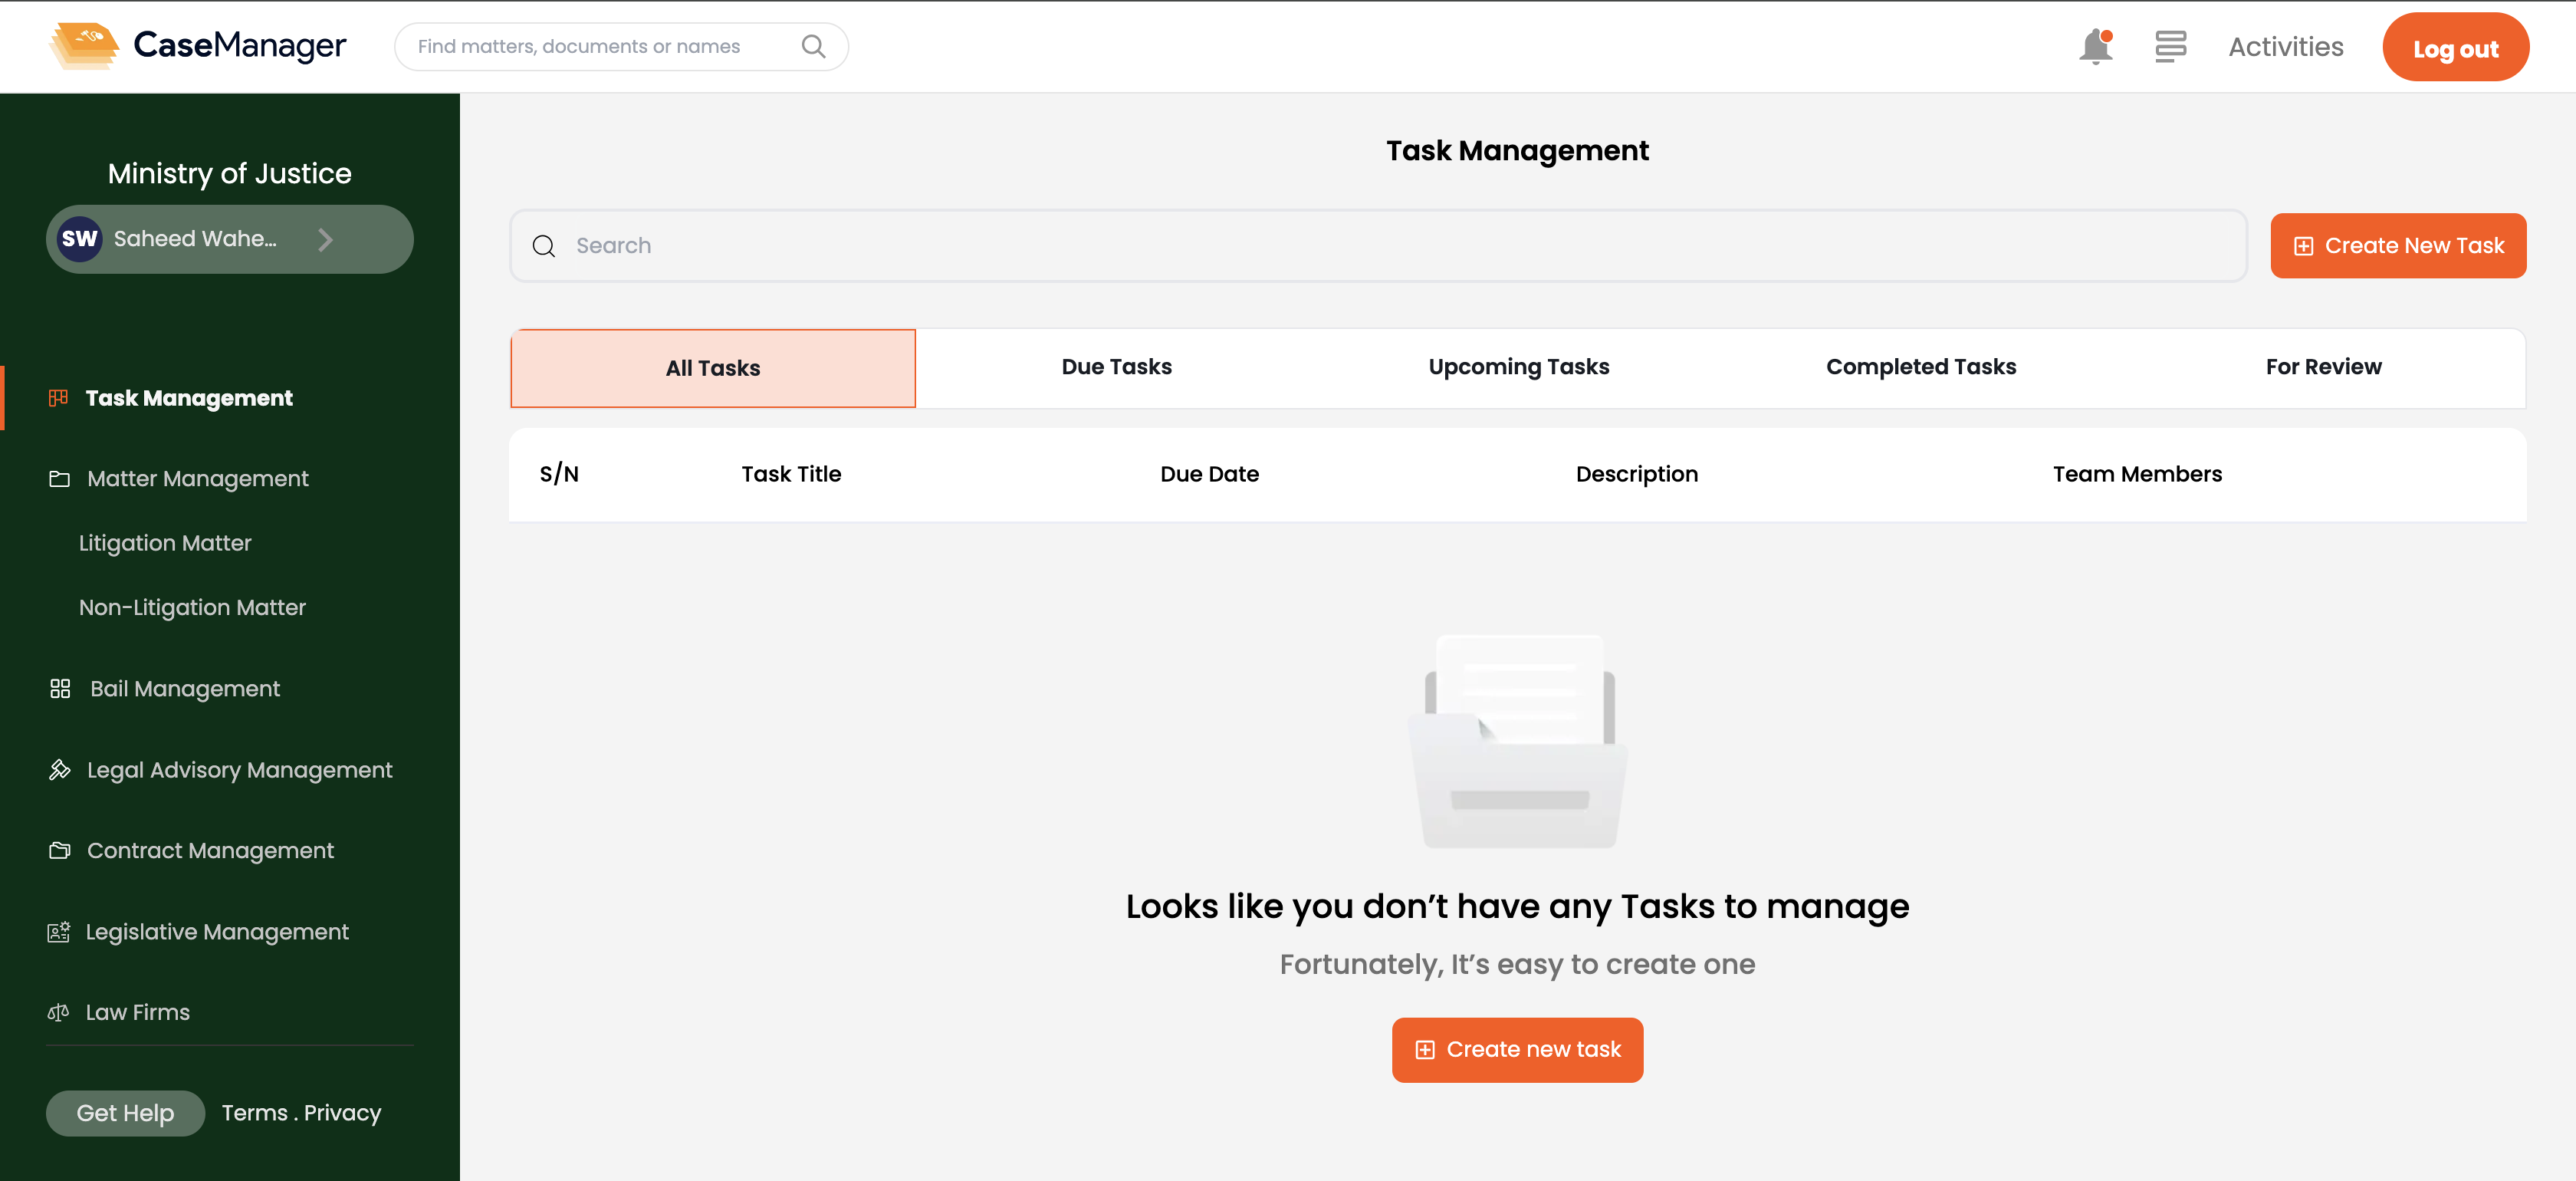 CaseManager
Find matters, documents or names
Activities
Log out
Ministry of Justice
SW
Saheed Wahe...
Task Management
Matter Management
Litigation Matter
Non-Litigation Matter
Bail Management
Legal Advisory Management
Contract Management
Legislative Management
Law Firms
Get Help
Terms . Privacy
Task Management
Search
Create New Task
All Tasks
Due Tasks
Upcoming Tasks
Completed Tasks
For Review
S/N
Task Title
Due Date
Description
Team Members
Looks like you don’t have any Tasks to manage
Fortunately, It’s easy to create one
Create new task